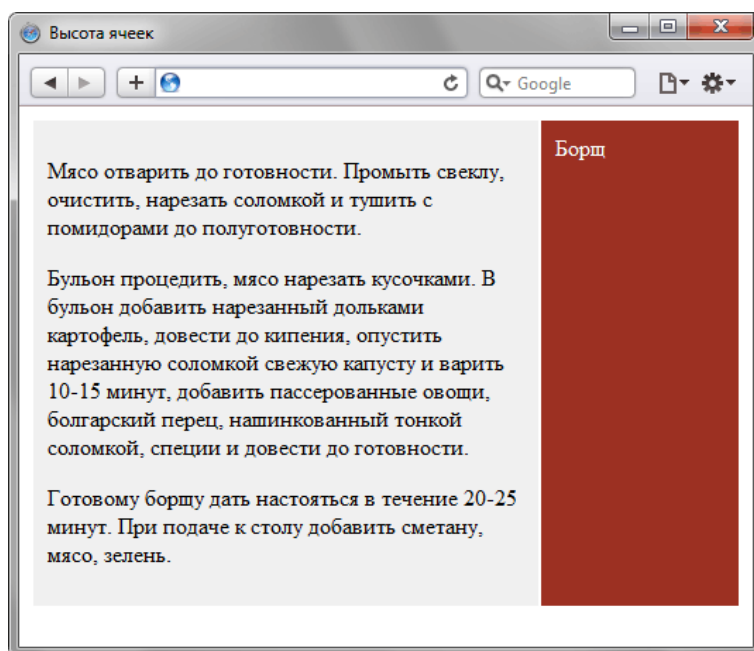 Высота ячеек
Google
Мясо отварить до готовности. Промыть свеклу,
очистить, нарезать соломкой и тушить с
помидорами до полуготовности.
Бульон процедить, мясо нарезать кусочками. В
бульон добавить нарезанный дольками
картофель, довести до кипения, опустить
нарезанную соломкой свежую капусту и варить
10-15 минут, добавить пассерованные овощи,
болгарский перец, нашинкованный тонкой
соломкой, специи и довести до готовности.
Готовому борщу дать настояться в течение 20-25
минут. При подаче к столу добавить сметану,
мясо, зелень.
Борщ